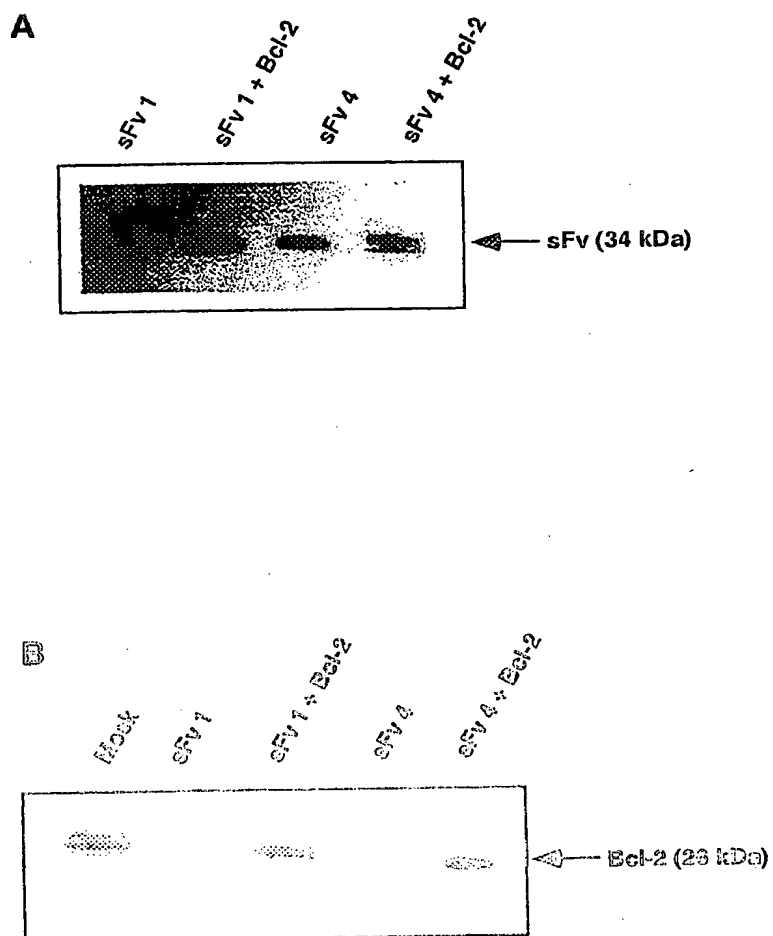 A
sFv 1
sFv 1 + Bcl-2
sFv 4
sFv 4 + Bcl-2
sFv (34 kDa)
B
Mock
sFv 1
sFv 1 + Bcl-2
sFv 4
sFv 4 + Bcl-2
Bcl-2 (26 kDa)